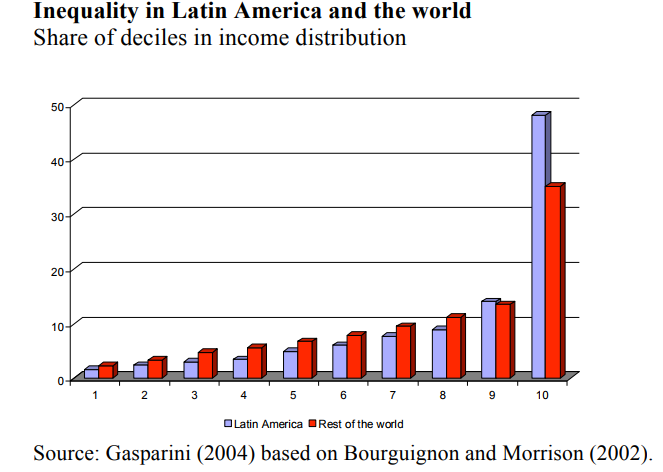 Inequality in Latin America and the world
Share of deciles in income distribution
50
40
30
20
10
0
1 2 3 4 5 6 7 8 9 10
Latin America Rest of the world
Source: Gasparini (2004) based on Bourguignon and Morrison (2002).